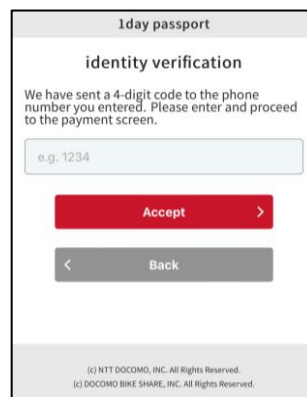 1day passport
identity verification
We have sent a 4-digit code to the phone
number you entered. Please enter and proceed
to the payment screen.
e.g. 1234
Accept
Back
(c) NTT DOCOMO, INC. All Rights Reserved.
(c) DOCOMO BIKE SHARE, INC. All Rights Reserved.